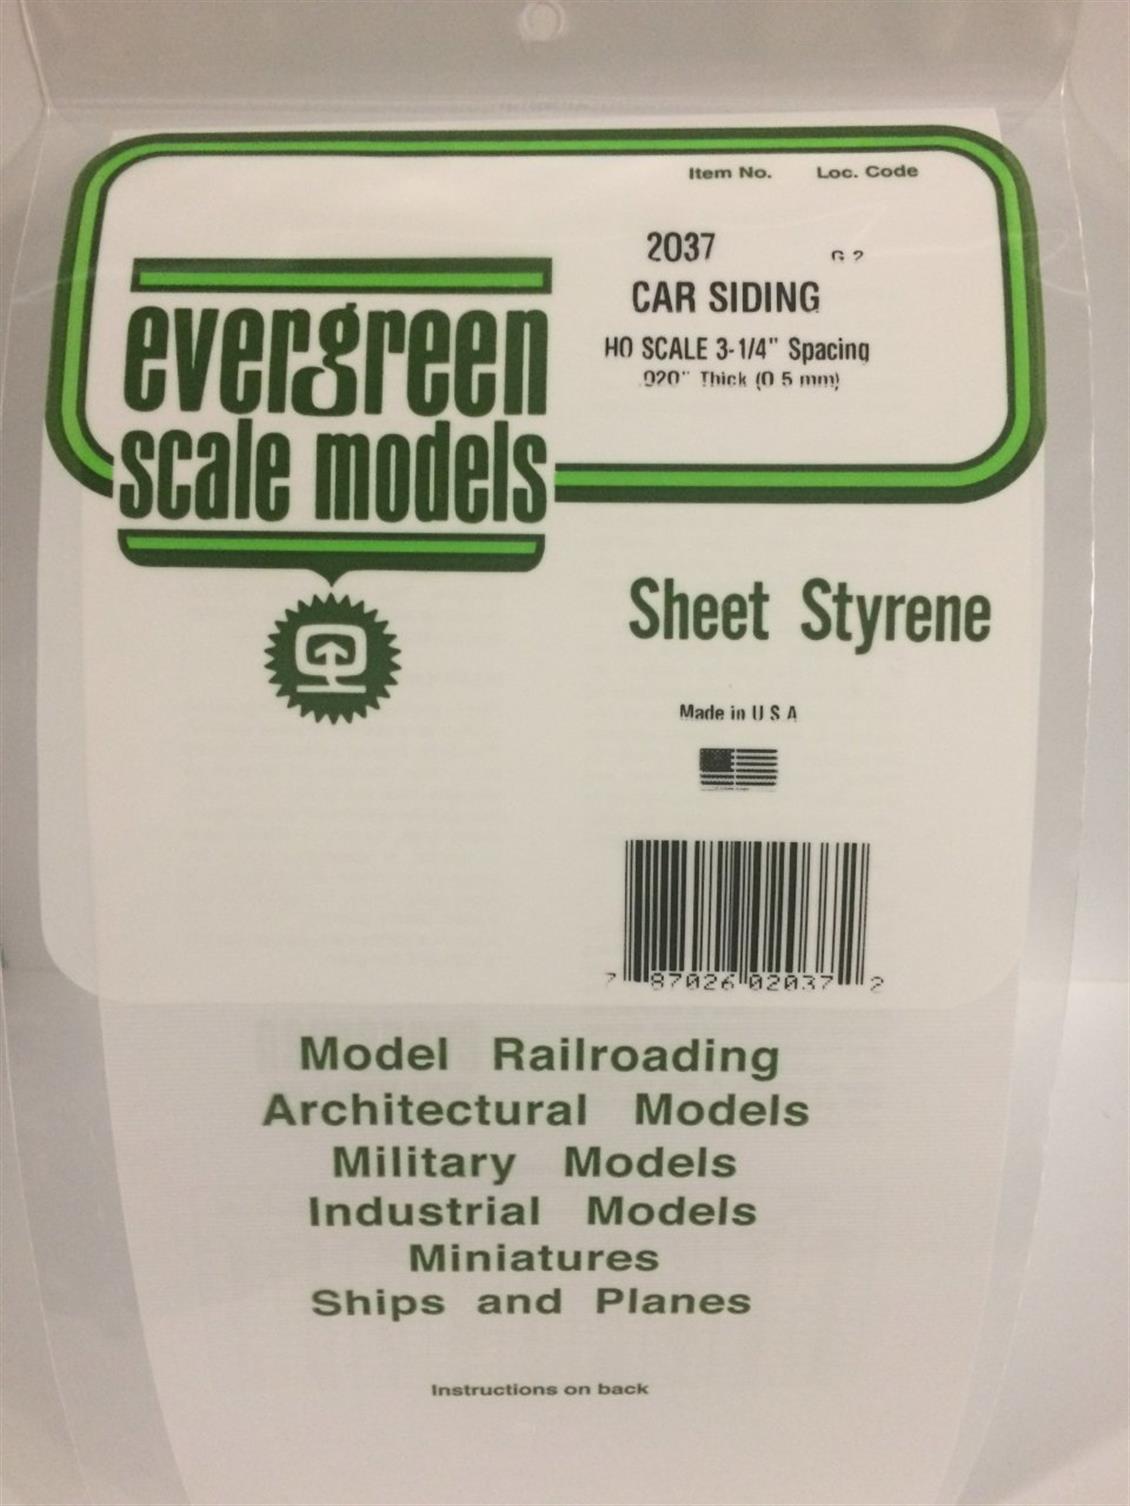 Item No. Loc. Code
2037 G 2
CAR SIDING
HO SCALE 3-1/4" Spacing
.020" Thick (0 5 mm)
evergreen
scale models
Sheet Styrene
Made in U S A
7 87026 02037 2
Model Railroading
Architectural Models
Military Models
Industrial Models
Miniatures
Ships and Planes
Instructions on back